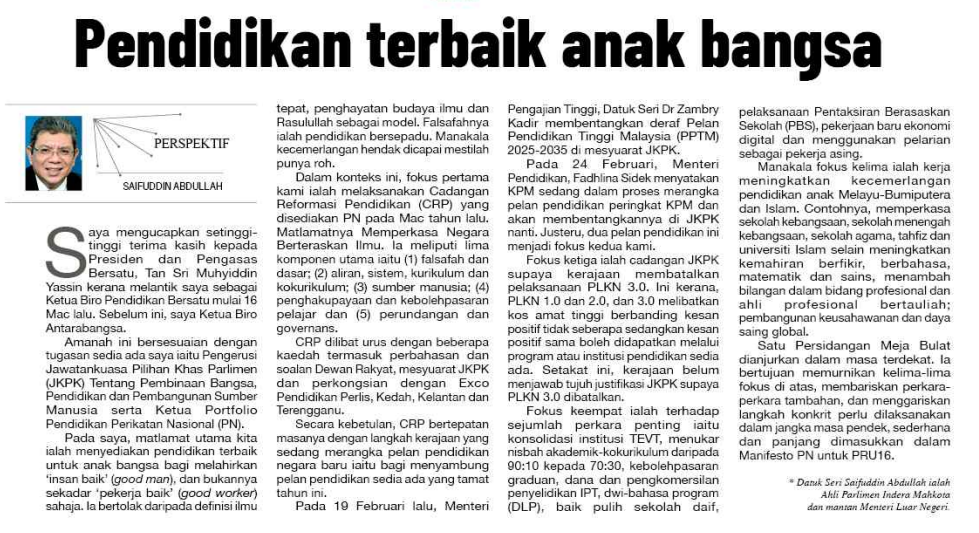 Pendidikan terbaik anak bangsa
PERSPEKTIF
SAIFUDDIN ABDULLAH
Saya mengucapkan setinggi-
tinggi terima kasih kepada
Presiden dan Pengasas
Bersatu, Tan Sri Muhyiddin
Yassin kerana melantik saya sebagai
Ketua Biro Pendidikan Bersatu mulai 16
Mac lalu. Sebelum ini, saya Ketua Biro
Antarabangsa.
Amanah ini bersesuaian dengan
tugasan sedia ada saya iaitu Pengerusi
Jawatankuasa Pilihan Khas Parlimen
(JKPK) Tentang Pembinaan Bangsa,
Pendidikan dan Pembangunan Sumber
Manusia serta Ketua Portfolio
Pendidikan Perikatan Nasional (PN).
Pada saya, matlamat utama kita
ialah menyediakan pendidikan terbaik
untuk anak bangsa bagi melahirkan
'insan baik' (good man), dan bukannya
sekadar 'pekerja baik' (good worker)
sahaja. Ia bertolak daripada definisi ilmu
tepat, penghayatan budaya ilmu dan
Rasulullah sebagai model. Falsafahnya
ialah pendidikan bersepadu. Manakala
kecemerlangan hendak dicapai mestilah
punya roh.
Dalam konteks ini, fokus pertama
kami ialah melaksanakan Cadangan
Reformasi Pendidikan (CRP) yang
disediakan PN pada Mac tahun lalu.
Matlamatnya Memperkasa Negara
Berteraskan Ilmu. Ia meliputi lima
komponen utama iaitu (1) falsafah dan
dasar; (2) aliran, sistem, kurikulum dan
kokurikulum; (3) sumber manusia; (4)
penghakupayaan dan kebolehpasaran
pelajar dan (5) perundangan dan
governans.
CRP dilibat urus dengan beberapa
kaedah termasuk perbahasan dan
soalan Dewan Rakyat, mesyuarat JKPK
dan perkongsian dengan Exco
Pendidikan Perlis, Kedah, Kelantan dan
Terengganu.
Secara kebetulan, CRP bertepatan
masanya dengan langkah kerajaan yang
sedang merangka pelan pendidikan
negara baru iaitu bagi menyambung
pelan pendidikan sedia ada yang tamat
tahun ini.
Pada 19 Februari lalu, Menteri
Pengajian Tinggi, Datuk Seri Dr Zambry
Kadir membentangkan deraf Pelan
Pendidikan Tinggi Malaysia (PPTM)
2025-2035 di mesyuarat JKPK.
Pada 24 Februari, Menteri
Pendidikan, Fadhlina Sidek menyatakan
KPM sedang dalam proses merangka
pelan pendidikan peringkat KPM dan
akan membentangkannya di JKPK
nanti. Justeru, dua pelan pendidikan ini
menjadi fokus kedua kami.
Fokus ketiga ialah cadangan JKPK
supaya kerajaan membatalkan
pelaksanaan PLKN 3.0. Ini kerana,
PLKN 1.0 dan 2.0, dan 3.0 melibatkan
kos amat tinggi berbanding kesan
positif tidak seberapa sedangkan kesan
positif sama boleh didapatkan melalui
program atau institusi pendidikan sedia
ada. Setakat ini, kerajaan belum
menjawab tujuh justifikasi JKPK supaya
PLKN 3.0 dibatalkan.
Fokus keempat ialah terhadap
sejumlah perkara penting iaitu
konsolidasi institusi TEVT, menukar
nisbah akademik-kokurikulum daripada
90:10 kepada 70:30, kebolehpasaran
graduan, dana dan pengkomersilan
penyelidikan IPT, dwi-bahasa program
(DLP), baik pulih sekolah daif,
pelaksanaan Pentaksiran Berasaskan
Sekolah (PBS), pekerjaan baru ekonomi
digital dan menggunakan pelarian
sebagai pekerja asing.
Manakala fokus kelima ialah kerja
meningkatkan kecemerlangan
pendidikan anak Melayu-Bumiputera
dan Islam. Contohnya, memperkasa
sekolah kebangsaan, sekolah menengah
kebangsaan, sekolah agama, tahfiz dan
universiti Islam selain meningkatkan
kemahiran berfikir, berbahasa,
matematik dan sains, menambah
bilangan dalam bidang profesional dan
ahli profesional bertauliah;
pembangunan keusahawanan dan daya
saing global.
Satu Persidangan Meja Bulat
dianjurkan dalam masa terdekat. Ia
bertujuan memurnikan kelima-lima
fokus di atas, membariskan perkara-
perkara tambahan, dan menggariskan
langkah konkrit perlu dilaksanakan
dalam jangka masa pendek, sederhana
dan panjang dimasukkan dalam
Manifesto PN untuk PRU16.
* Datuk Seri Saifuddin Abdullah ialah
Ahli Parlimen Indera Mahkota
dan mantan Menteri Luar Negeri.